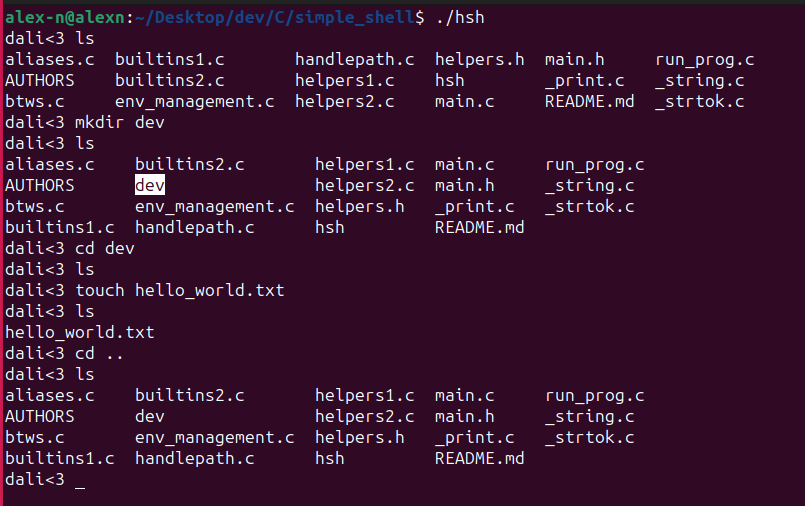 alex-n@alexn:~/Desktop/dev/C/simple_shell$ ./hsh
dali<3 ls
aliases.c  builtins1.c       handlepath.c  helpers.h  main.h     run_prog.c
AUTHORS    builtins2.c       helpers1.c    hsh        _print.c   _string.c
btws.c     env_management.c  helpers2.c    main.c     README.md  _strtok.c
dali<3 mkdir dev
dali<3 ls
aliases.c    builtins2.c       helpers1.c  main.c     run_prog.c
AUTHORS      dev               helpers2.c  main.h     _string.c
btws.c       env_management.c  helpers.h   _print.c   _strtok.c
builtins1.c  handlepath.c      hsh         README.md
dali<3 cd dev
dali<3 ls
dali<3 touch hello_world.txt
dali<3 ls
hello_world.txt
dali<3 cd ..
dali<3 ls
aliases.c    builtins2.c       helpers1.c  main.c     run_prog.c
AUTHORS      dev               helpers2.c  main.h     _string.c
btws.c       env_management.c  helpers.h   _print.c   _strtok.c
builtins1.c  handlepath.c      hsh         README.md
dali<3 _